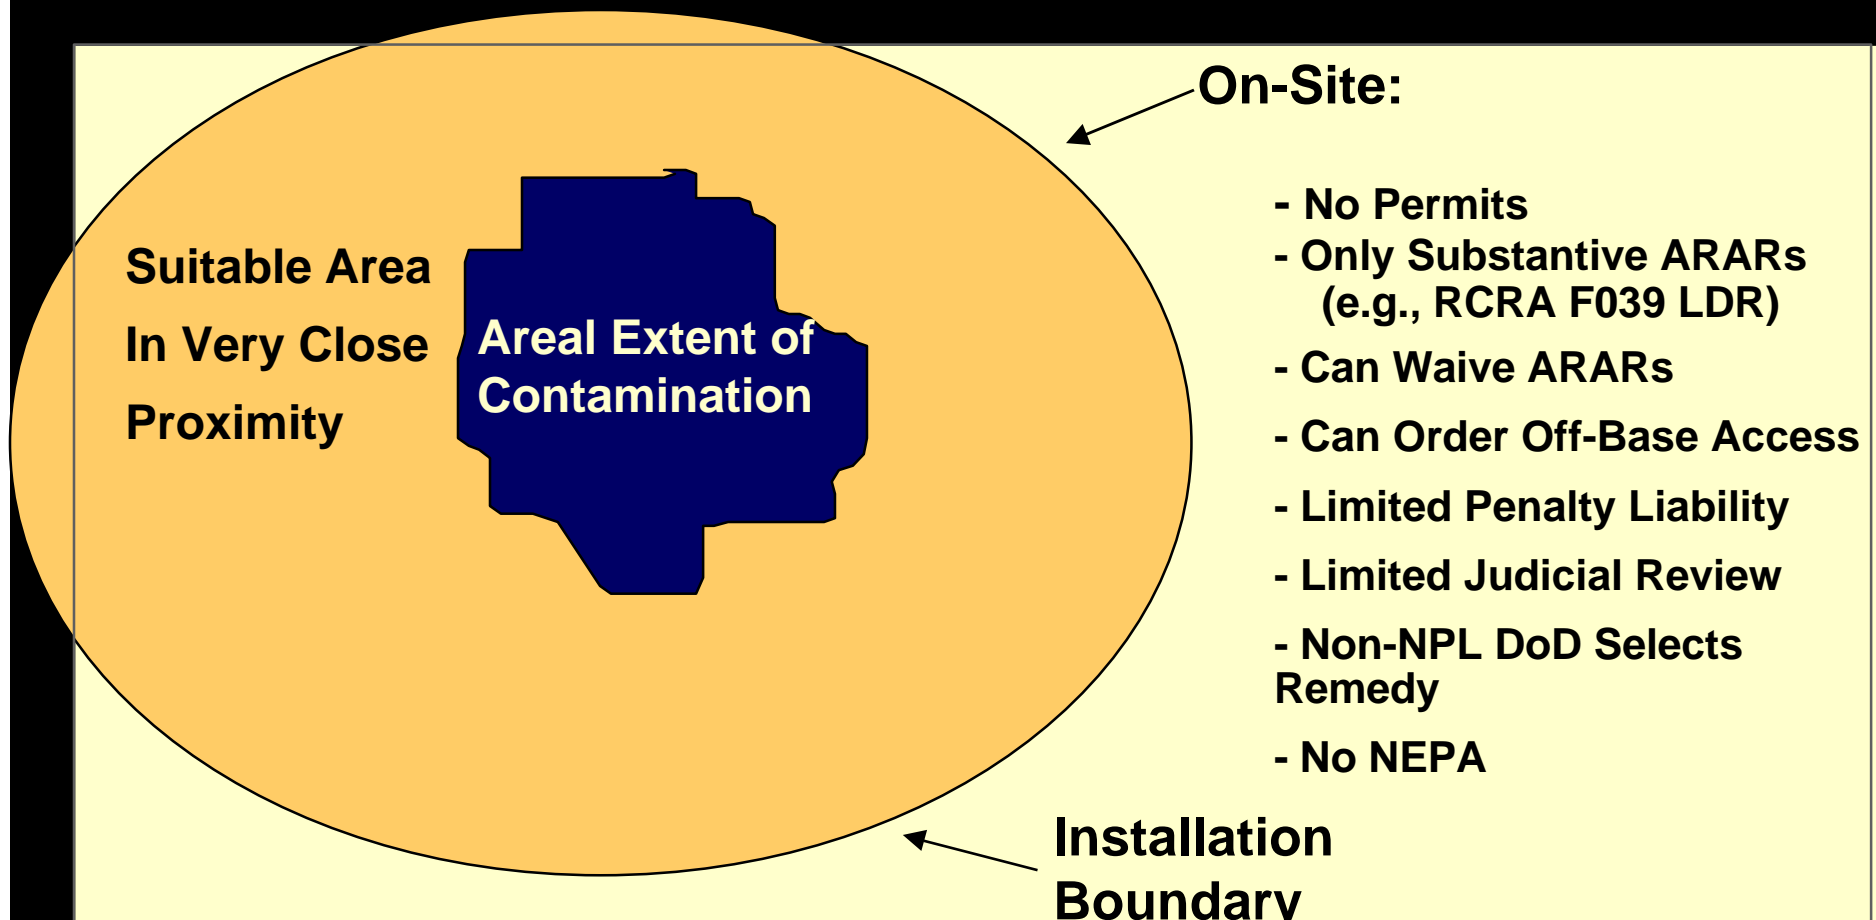 On-Site:
- No Permits
- Only Substantive ARARs
(e.g., RCRA F039 LDR)
- Can Waive ARARs
- Can Order Off-Base Access
- Limited Penalty Liability
- Limited Judicial Review
- Non-NPL DoD Selects
Remedy
- No NEPA
Suitable Area
In Very Close
Proximity
Areal Extent of
Contamination
Installation
Boundary